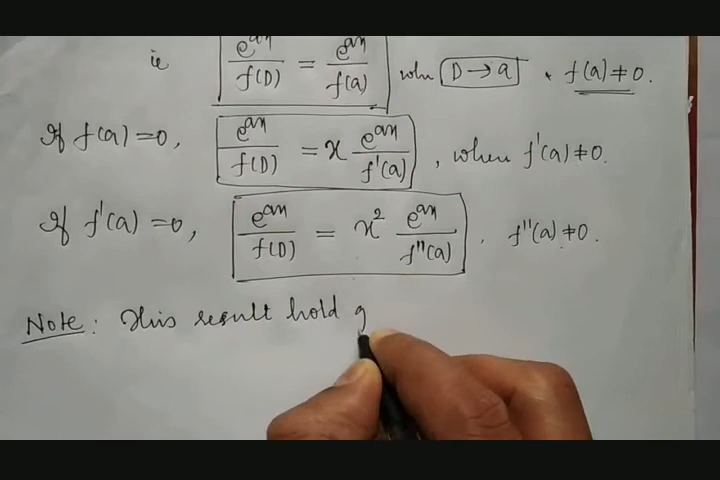 ie e^ax/f(D) = e^ax/f(a) when D→a & f(a)≠0.
If f(a)=0, e^ax/f(D) = x e^ax/f'(a), when f'(a)≠0.
If f'(a)=0, e^ax/f(D) = x² e^ax/f''(a), f''(a)≠0.
Note: This result hold g